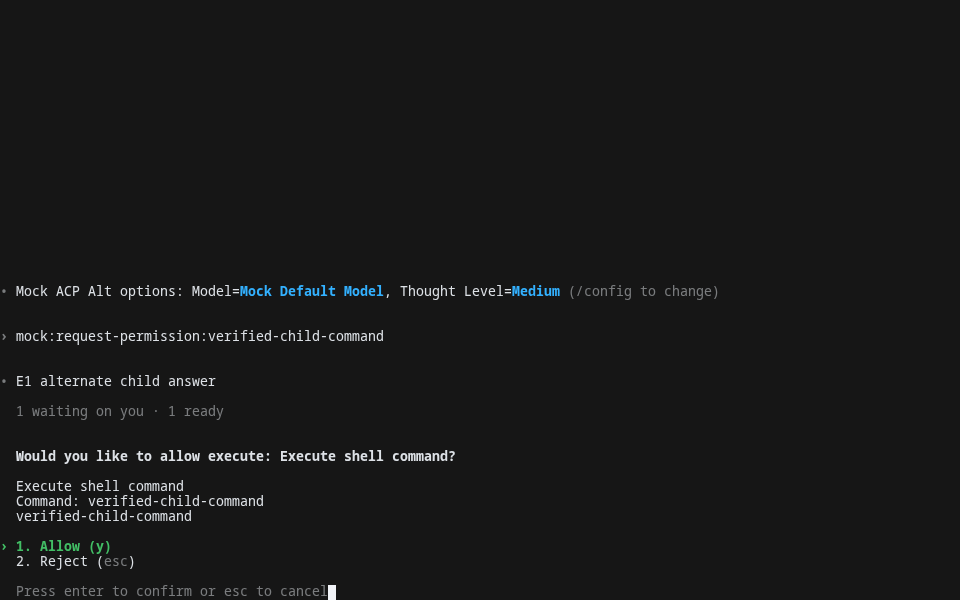 • Mock ACP Alt options: Model=Mock Default Model, Thought Level=Medium (/config to change)
› mock:request-permission:verified-child-command
• E1 alternate child answer
1 waiting on you · 1 ready
Would you like to allow execute: Execute shell command?
Execute shell command
Command: verified-child-command
verified-child-command
› 1. Allow (y)
2. Reject (esc)
Press enter to confirm or esc to cancel